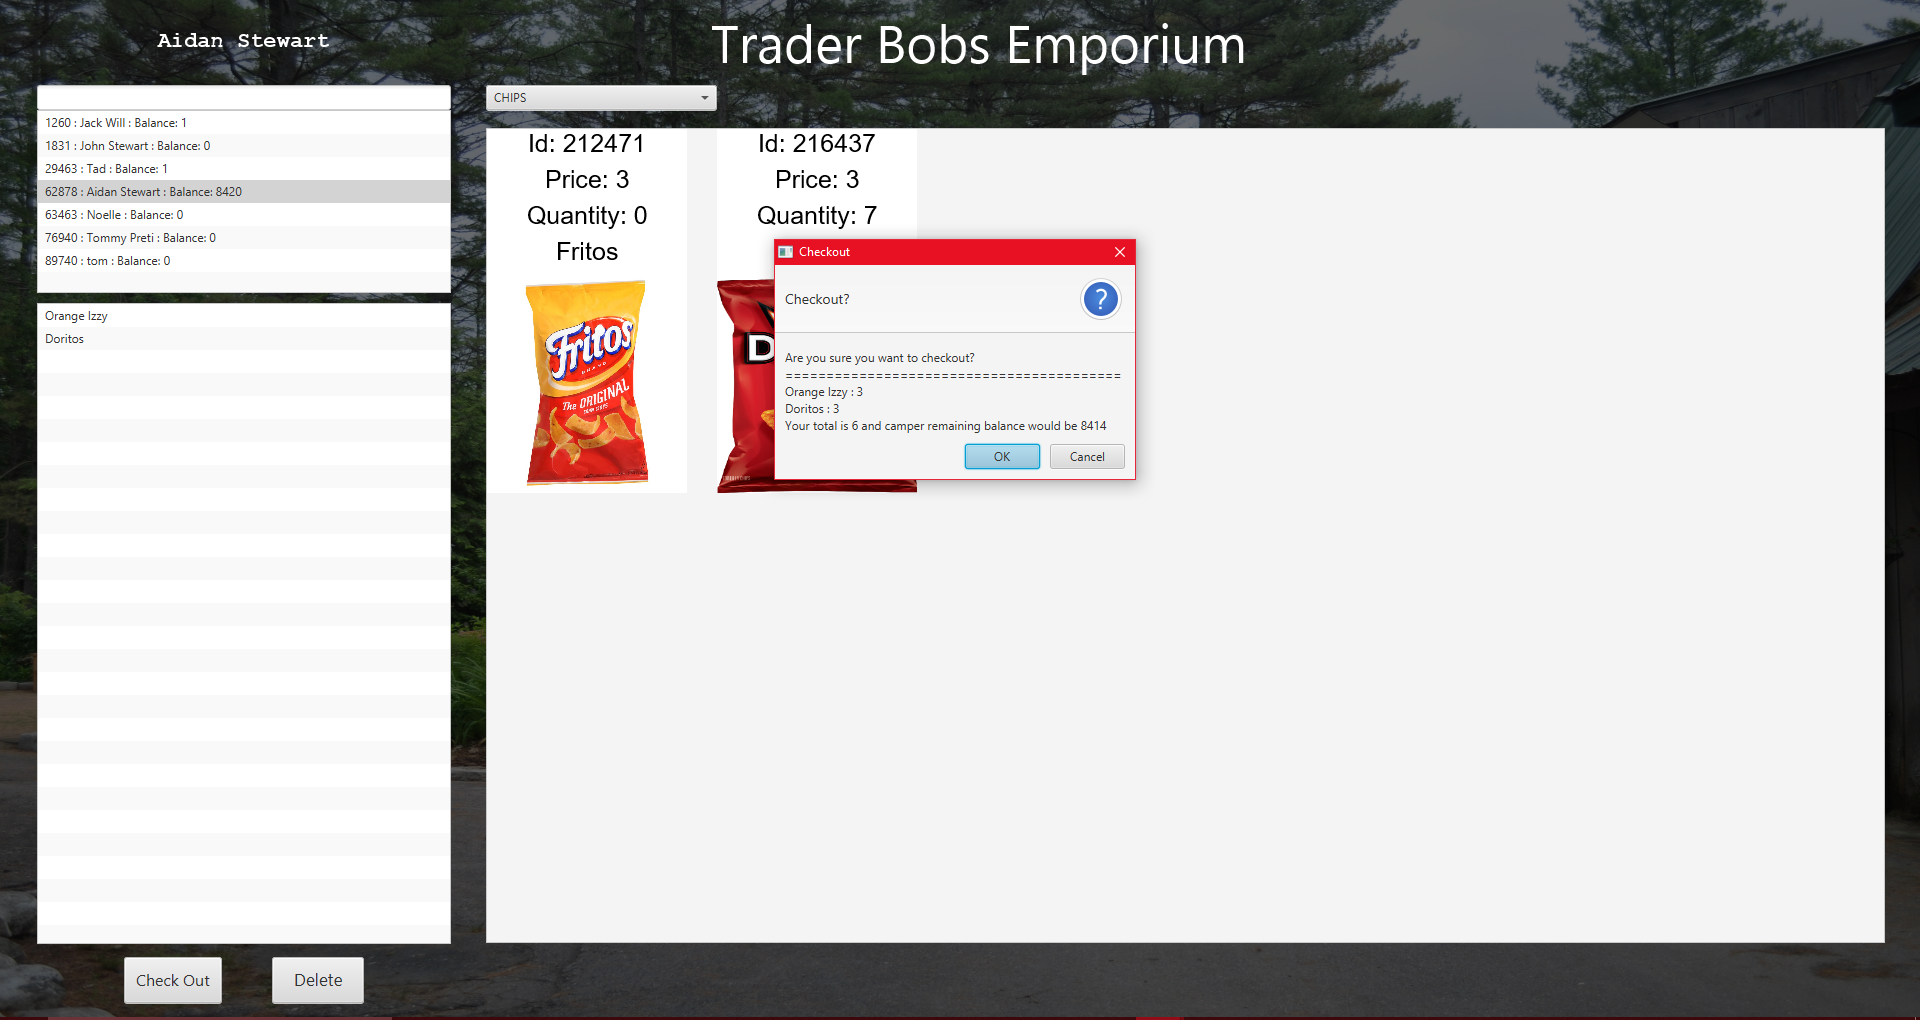 Aidan Stewart
Trader Bobs Emporium
CHIPS
1260 : Jack Will : Balance: 1
1831 : John Stewart : Balance: 0
29463 : Tad : Balance: 1
62878 : Aidan Stewart : Balance: 8420
63463 : Noelle : Balance: 0
76940 : Tommy Preti : Balance: 0
89740 : tom : Balance: 0
Orange Izzy
Doritos
Id: 212471
Price: 3
Quantity: 0
Fritos
Fritos
BRAND
The ORIGINAL
CORN CHIPS
Id: 216437
Price: 3
Quantity: 7
D
Checkout
Checkout?
?
Are you sure you want to checkout?
=========================================
Orange Izzy : 3
Doritos : 3
Your total is 6 and camper remaining balance would be 8414
OK
Cancel
Check Out
Delete